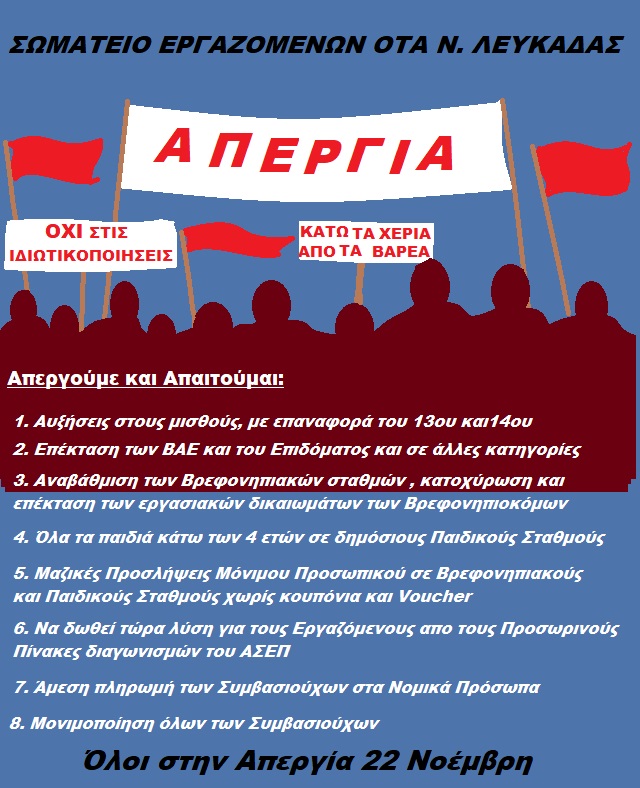 ΣΩΜΑΤΕΙΟ ΕΡΓΑΖΟΜΕΝΩΝ ΟΤΑ Ν. ΛΕΥΚΑΔΑΣ
ΑΠΕΡΓΙΑ
ΟΧΙ ΣΤΙΣ
ΙΔΙΩΤΙΚΟΠΟΙΗΣΕΙΣ
ΚΑΤΩ ΤΑ ΧΕΡΙΑ
ΑΠΟ ΤΑ ΒΑΡΕΑ
Απεργούμε και Απαιτούμαι:
1. Αυξήσεις στους μισθούς, με επαναφορά του 13ου και14ου
2. Επέκταση των ΒΑΕ και του Επιδόματος και σε άλλες κατηγορίες
3. Αναβάθμιση των Βρεφονηπιακών σταθμών , κατοχύρωση και
επέκταση των εργασιακών δικαιωμάτων των Βρεφονηπιοκόμων
4. Όλα τα παιδιά κάτω των 4 ετών σε δημόσιους Παιδικούς Σταθμούς
5. Μαζικές Προσλήψεις Μόνιμου Προσωπικού σε Βρεφονηπιακούς
και Παιδικούς Σταθμούς χωρίς κουπόνια και Voucher
6. Να δωθεί τώρα λύση για τους Εργαζόμενους απο τους Προσωρινούς
Πίνακες διαγωνισμών του ΑΣΕΠ
7. Άμεση πληρωμή των Συμβασιούχων στα Νομικά Πρόσωπα
8. Μονιμοποίηση όλων των Συμβασιούχων
Όλοι στην Απεργία 22 Νοέμβρη